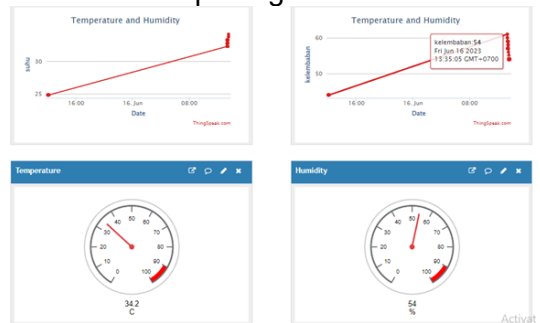 Temperature and Humidity
suhu
30
25
16:00
16. Jun
08:00
Date
ThingSpeak.com
Temperature and Humidity
kelembaban
60
50
kelembaban:54
Fri Jun 16 2023
13:35:05 GMT+0700
16:00
16. Jun
08:00
Date
ThingSpeak.com
Temperature
0
10
20
30
40
50
60
70
80
90
100
34.2
C
Humidity
0
10
20
30
40
50
60
70
80
90
100
54
%
Activat